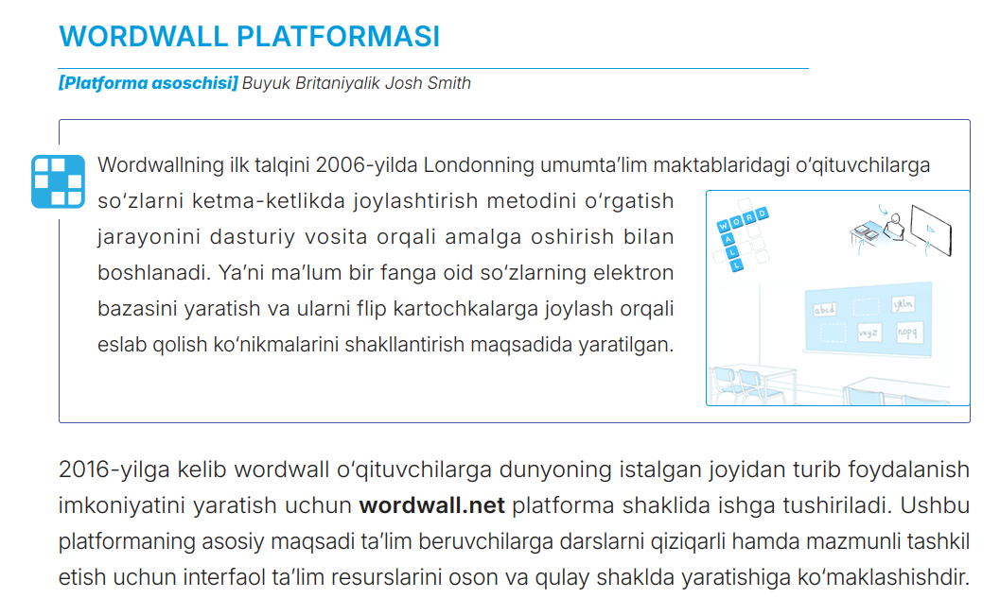 WORDWALL PLATFORMASI
[Platforma asoschisi] Buyuk Britaniyalik Josh Smith
Wordwallning ilk talqini 2006-yilda Londonning umumta’lim maktablaridagi o‘qituvchilarga
so‘zlarni ketma-ketlikda joylashtirish metodini o‘rgatish
jarayonini dasturiy vosita orqali amalga oshirish bilan
boshlanadi. Ya’ni ma’lum bir fanga oid so‘zlarning elektron
bazasini yaratish va ularni flip kartochkalarga joylash orqali
eslab qolish ko‘nikmalarini shakllantirish maqsadida yaratilgan.
WORD
WALL
abcd
yklm
vxyz
nopq
2016-yilga kelib wordwall o‘qituvchilarga dunyoning istalgan joyidan turib foydalanish
imkoniyatini yaratish uchun wordwall.net platforma shaklida ishga tushiriladi. Ushbu
platformaning asosiy maqsadi ta’lim beruvchilarga darslarni qiziqarli hamda mazmunli tashkil
etish uchun interfaol ta’lim resurslarini oson va qulay shaklda yaratishiga ko‘maklashishdir.